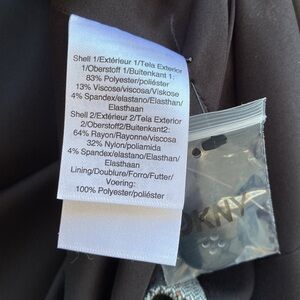 Shell 1/Extérieur 1/Tela Exterior
1/Oberstoff 1/Buitenkant 1:
83% Polyester/poliéster
13% Viscose/viscosa/Viskose
4% Spandex/elastano/Elasthan/
Elasthaan
Shell 2/Extérieur 2/Tela Exterior
2/Oberstoff2/Buitenkant2:
64% Rayon/Rayonne/viscosa
32% Nylon/poliamida
4% Spandex/elastano/Elasthan/
Elasthaan
Lining/Doublure/Forro/Futter/
Voering:
100% Polyester/poliéster
DKNY